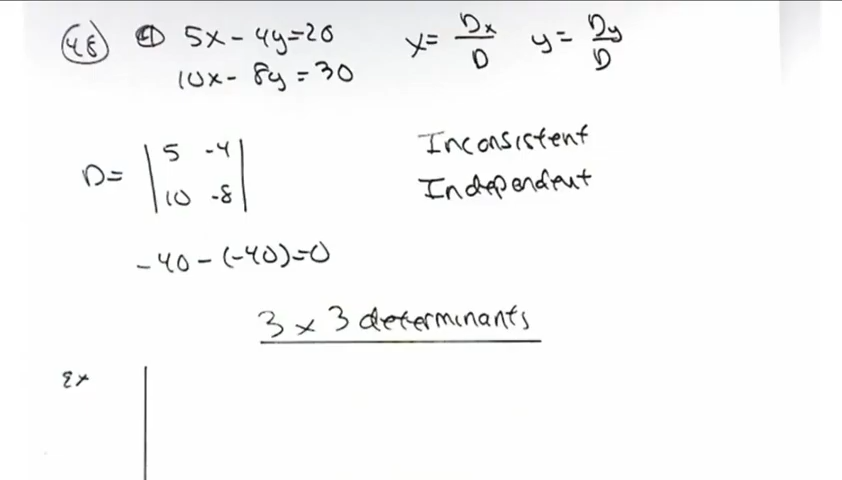 48 d 5x - 4y = 20 x = Dx/D y = Dy/D
10x - 8y = 30
D = | 5 -4 | Inconsistent
| 10 -8 | Independent
-40 - (-40) = 0
3 x 3 determinants
Ex |